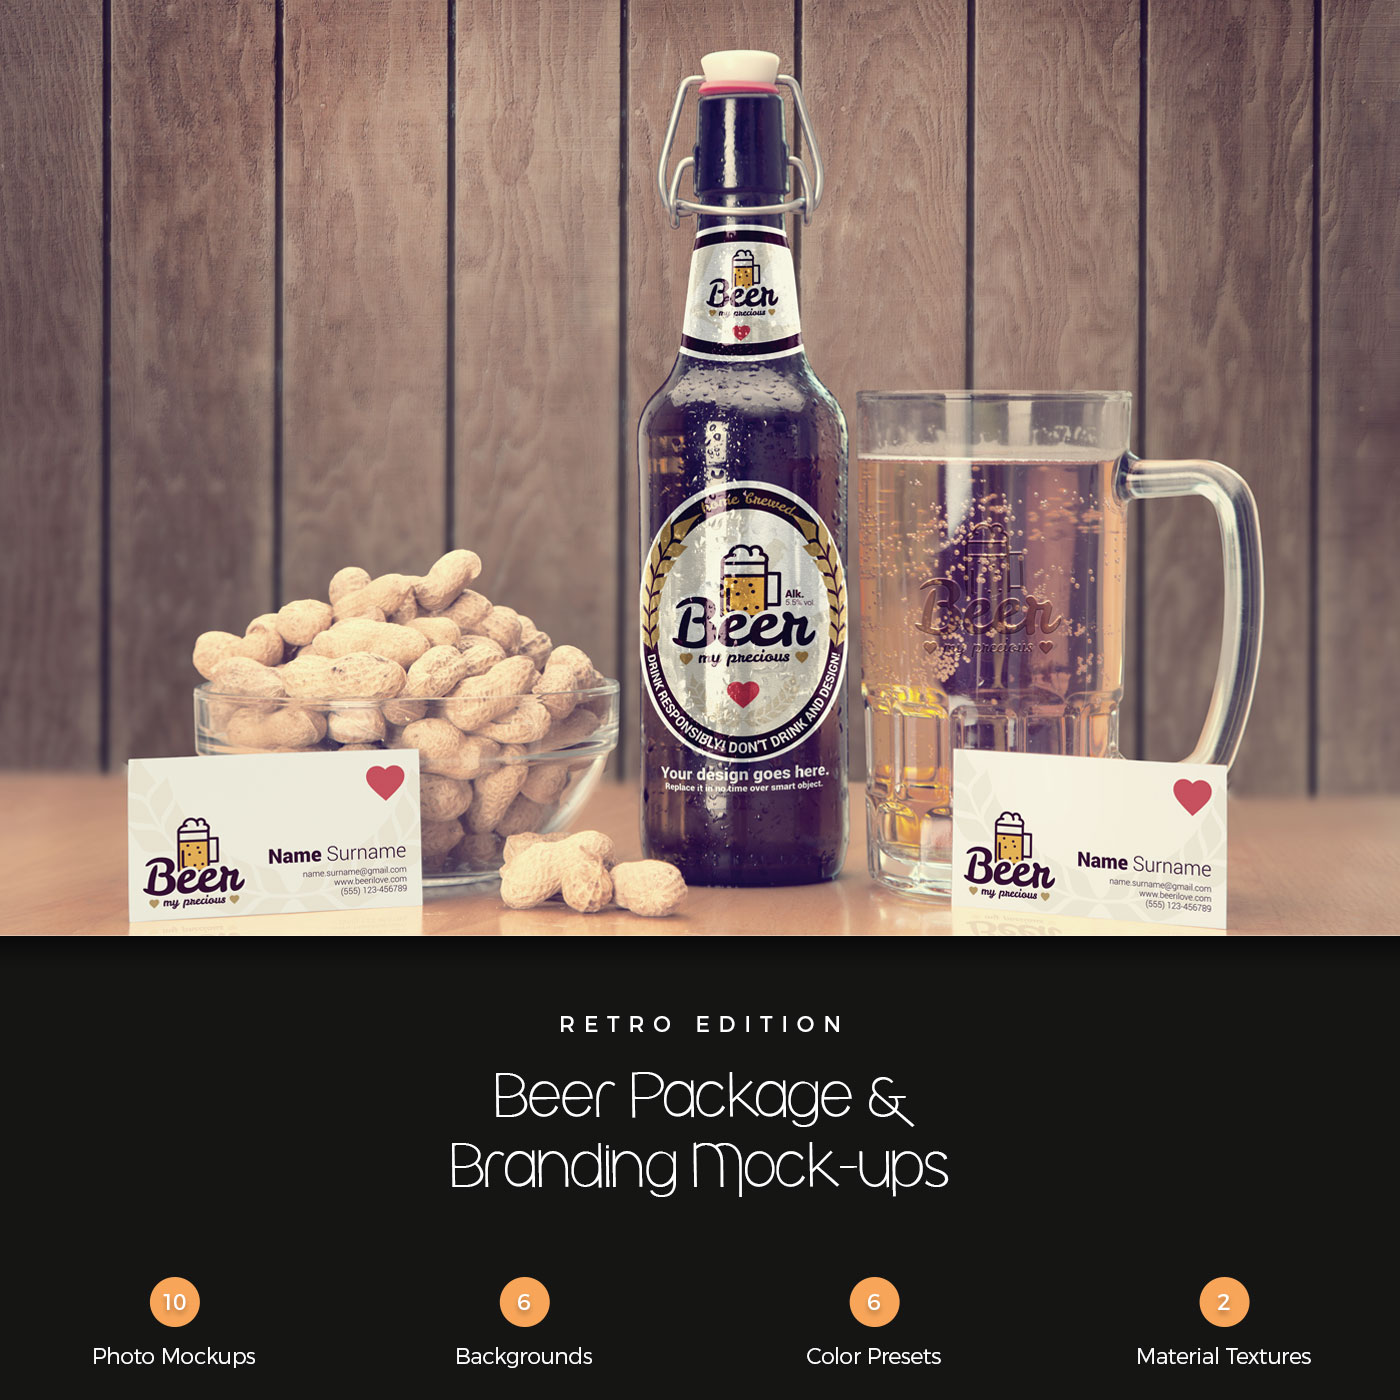 Beer
my precious
home brewed...
Alk.
5.5% vol.
Beer
my precious
DRINK RESPONSIBLY! DON'T DRINK AND DESIGN!
Your design goes here.
Replace it in no time over smart object.
Beer
my precious
Beer
my precious
Name Surname
name.surname@gmail.com
www.beerilove.com
(555) 123-456789
Beer
my precious
Name Surname
name.surname@gmail.com
www.beerilove.com
(555) 123-456789
RETRO EDITION
Beer Package &
Branding Mock-ups
10
Photo Mockups
6
Backgrounds
6
Color Presets
2
Material Textures